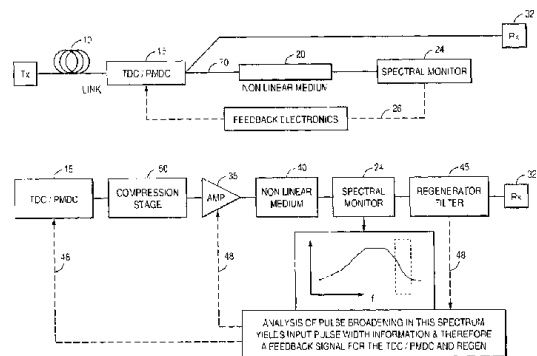 10
15
20
24
32
Tx
LINK
TDC / PMDC
70
NON LINEAR MEDIUM
SPECTRAL MONITOR
Rx
26
FEEDBACK ELECTRONICS
15
50
35
40
24
45
32
TDC / PMDC
COMPRESSION
STAGE
AMP
NON LINEAR
MEDIUM
SPECTRAL
MONITOR
REGENERATOR
FILTER
Rx
48
48
48
f
ANALYSIS OF PULSE BROADENING IN THIS SPECTRUM
YIELDS INPUT PULSE WIDTH INFORMATION & THEREFORE
A FEEDBACK SIGNAL FOR THE TDC / PMDC AND REGEN